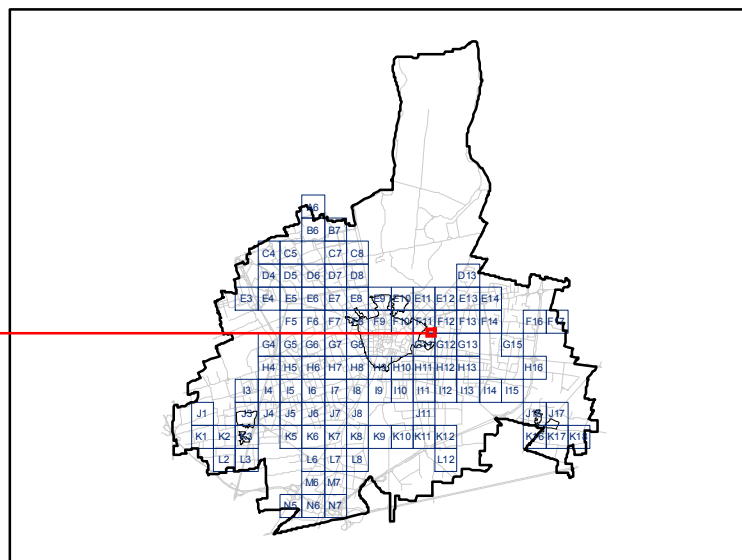 A6
B6 B7
C4 C5 C7 C8
D4 D5 D6 D7 D8 D13
E3 E4 E5 E6 E7 E8 E9 E10 E11 E12 E13 E14
F5 F6 F7 F9 F10 F11 F12 F13 F14 F16 F17
G4 G5 G6 G7 G8 G12 G13 G15
H4 H5 H6 H7 H8 H9 H10 H11 H12 H13 H16
I3 I4 I5 I6 I7 I8 I9 I10 I11 I12 I13 I14 I15
J1 J3 J4 J5 J6 J7 J8 J11 J17
K1 K2 K5 K6 K7 K8 K9 K10 K11 K12 K16 K17 K18
L2 L3 L6 L7 L8 L12
M6 M7
N5 N6 N7